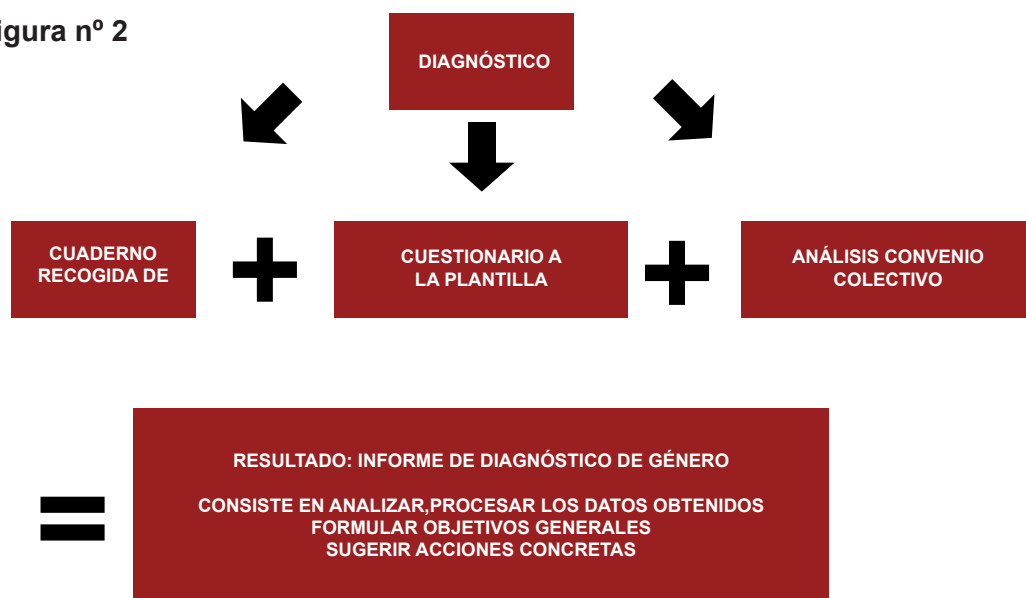 igura nº 2
DIAGNÓSTICO
CUADERNO
RECOGIDA DE
CUESTIONARIO A
LA PLANTILLA
ANÁLISIS CONVENIO
COLECTIVO
RESULTADO: INFORME DE DIAGNÓSTICO DE GÉNERO
CONSISTE EN ANALIZAR,PROCESAR LOS DATOS OBTENIDOS
FORMULAR OBJETIVOS GENERALES
SUGERIR ACCIONES CONCRETAS